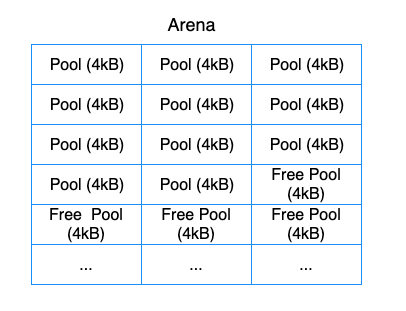 Arena
Pool (4kB) Pool (4kB) Pool (4kB)
Pool (4kB) Pool (4kB) Pool (4kB)
Pool (4kB) Pool (4kB) Pool (4kB)
Pool (4kB) Pool (4kB) Free Pool
(4kB)
Free Pool Free Pool Free Pool
(4kB) (4kB) (4kB)
... ... ...